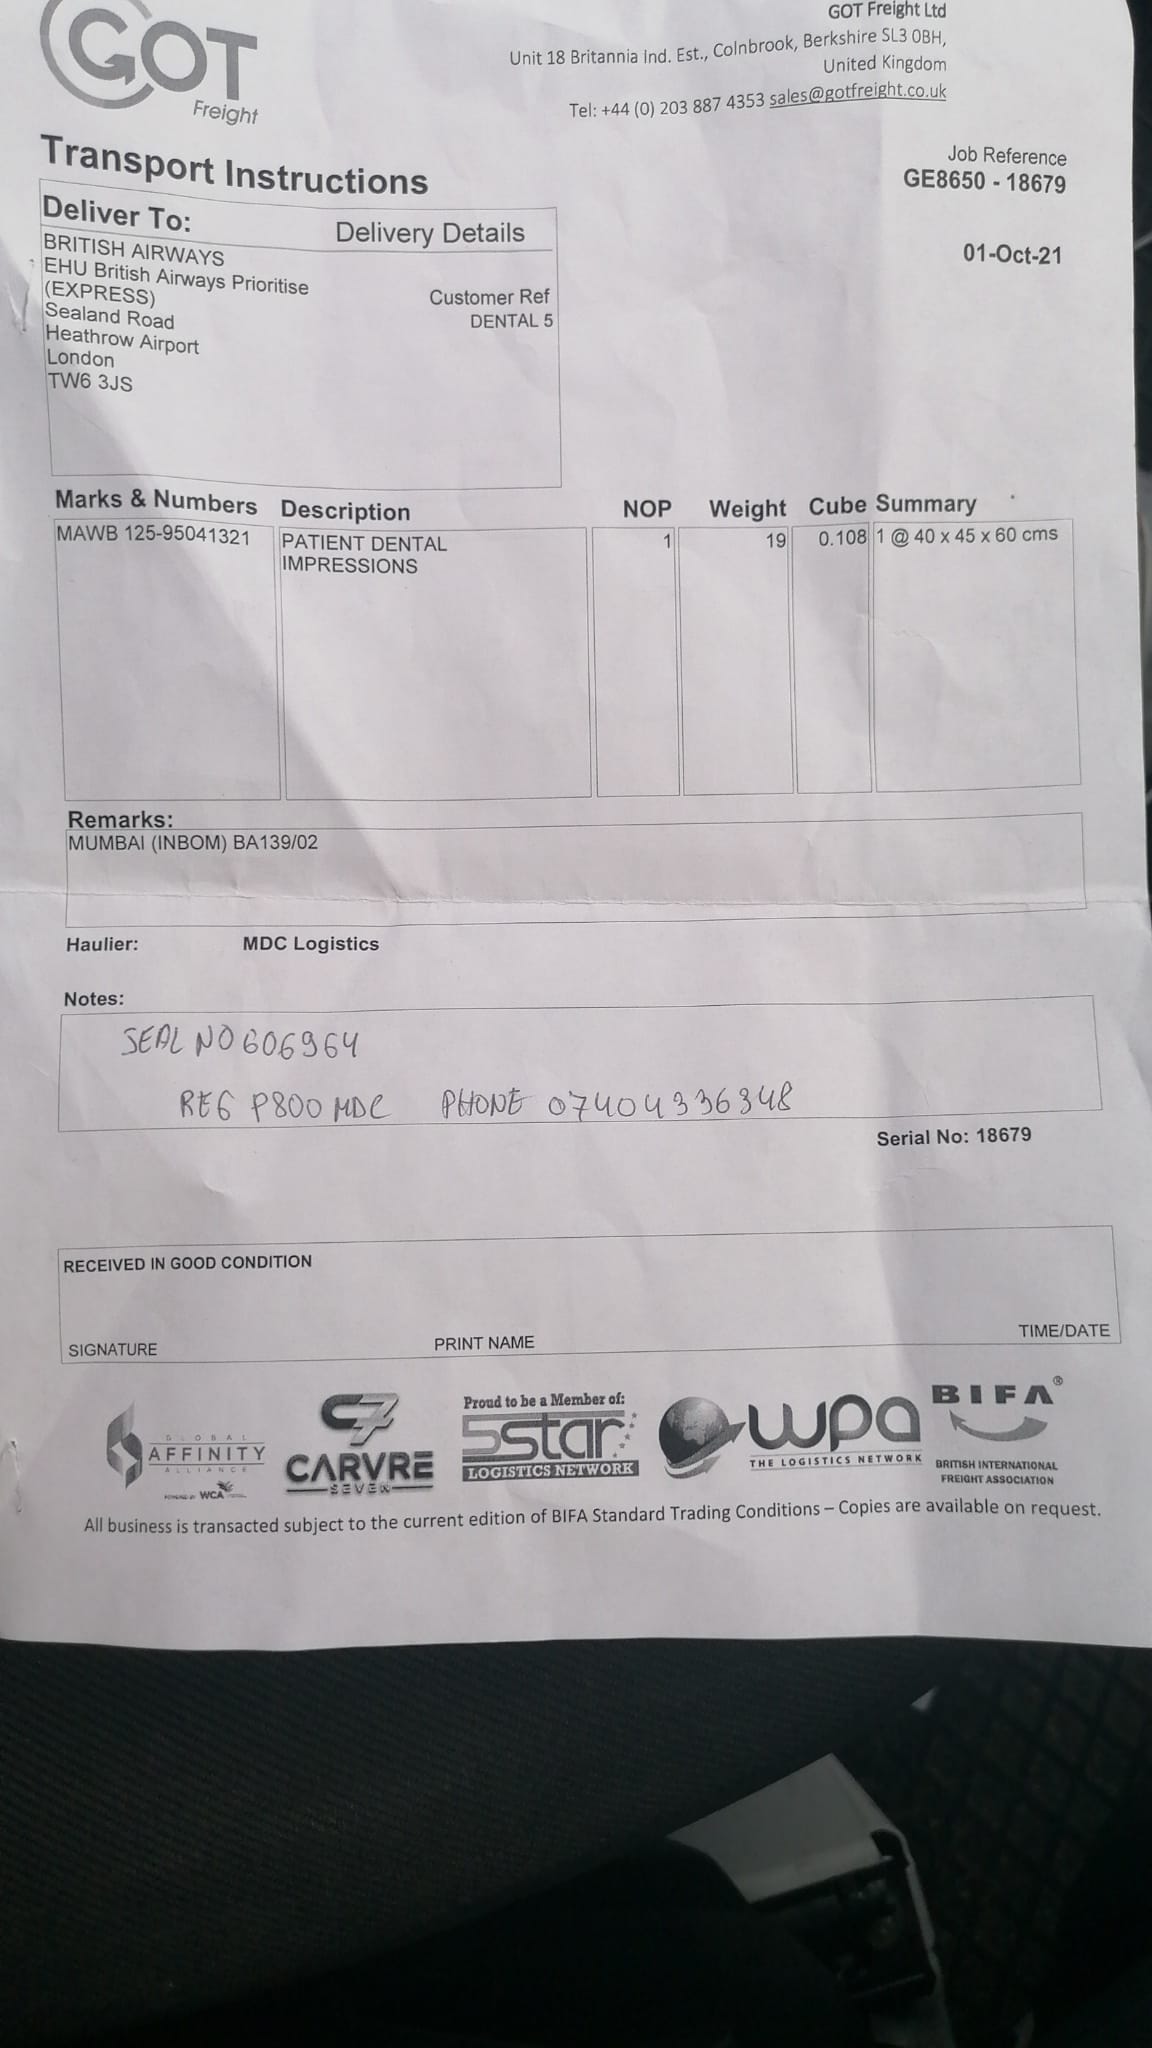 GOT
Freight
GOT Freight Ltd
Unit 18 Britannia Ind. Est., Colnbrook, Berkshire SL3 0BH,
United Kingdom
Tel: +44 (0) 203 887 4353 sales@gotfreight.co.uk
Transport Instructions
Job Reference
GE8650 - 18679
01-Oct-21
Deliver To:
Delivery Details
BRITISH AIRWAYS
EHU British Airways Prioritise
(EXPRESS)
Sealand Road
Heathrow Airport
London
TW6 3JS
Customer Ref
DENTAL 5
Marks & Numbers Description NOP Weight Cube Summary
MAWB 125-95041321 PATIENT DENTAL 1 19 0.108 1 @ 40 x 45 x 60 cms
IMPRESSIONS
Remarks:
MUMBAI (INBOM) BA139/02
Haulier: MDC Logistics
Notes:
SEAL NO 606964
REG P800 MDC PHONE 07404336348
Serial No: 18679
RECEIVED IN GOOD CONDITION
SIGNATURE PRINT NAME TIME/DATE
GLOBAL
AFFINITY
ALLIANCE
POWERED BY WCA
C7
CARVRE
SEVEN
Proud to be a Member of:
5star
LOGISTICS NETWORK
wpa
THE LOGISTICS NETWORK
BIFA®
BRITISH INTERNATIONAL
FREIGHT ASSOCIATION
All business is transacted subject to the current edition of BIFA Standard Trading Conditions – Copies are available on request.